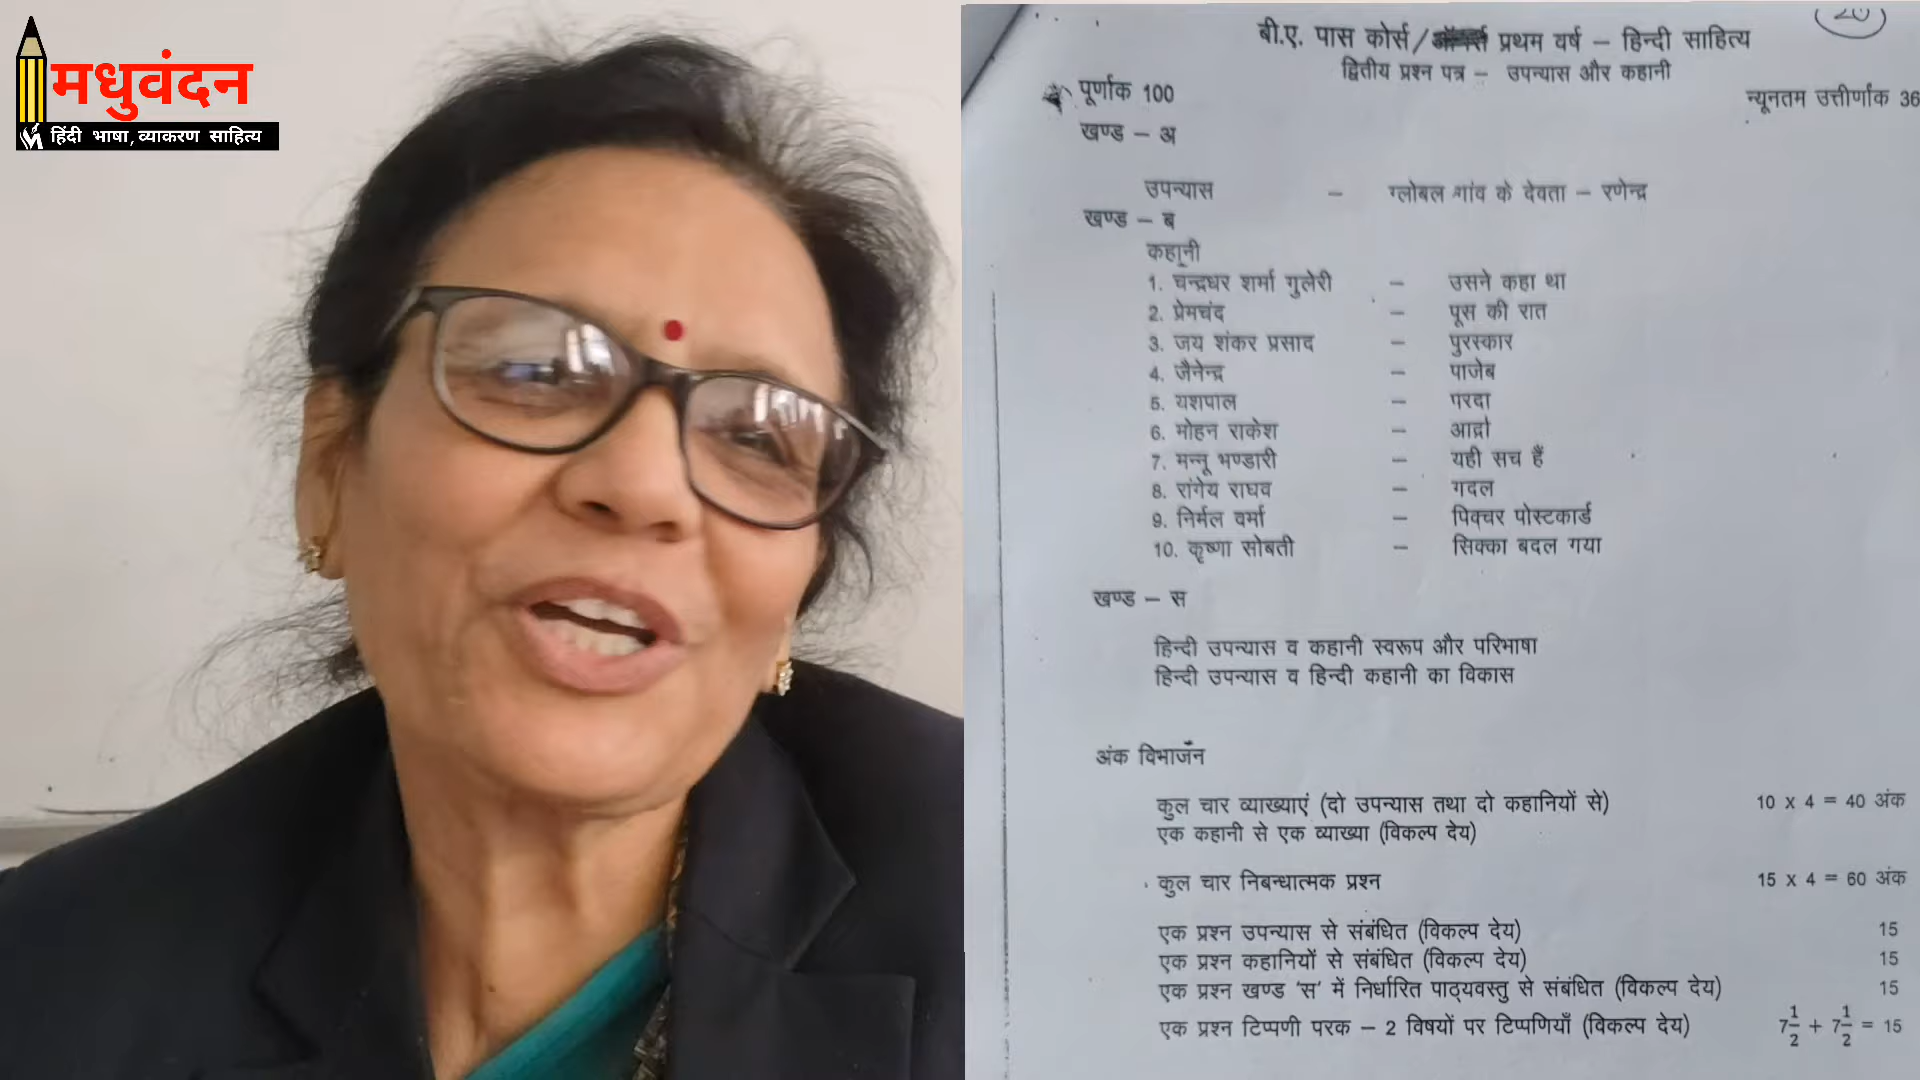 मधुवंदन
हिंदी भाषा, व्याकरण साहित्य
20
बी.ए. पास कोर्स/ प्रथम वर्ष – हिन्दी साहित्य
द्वितीय प्रश्न पत्र – उपन्यास और कहानी
पूर्णांक 100
न्यूनतम उत्तीर्णांक 36
खण्ड – अ
उपन्यास – ग्लोबल गांव के देवता – रणेन्द्र
खण्ड – ब
कहानी
1. चन्द्रधर शर्मा गुलेरी – उसने कहा था
2. प्रेमचंद – पूस की रात
3. जय शंकर प्रसाद – पुरस्कार
4. जैनेन्द्र – पाजेब
5. यशपाल – परदा
6. मोहन राकेश – आर्द्रा
7. मन्नू भण्डारी – यही सच हैं
8. रांगेय राघव – गदल
9. निर्मल वर्मा – पिक्चर पोस्टकार्ड
10. कृष्णा सोबती – सिक्का बदल गया
खण्ड – स
हिन्दी उपन्यास व कहानी स्वरूप और परिभाषा
हिन्दी उपन्यास व हिन्दी कहानी का विकास
अंक विभाजन
कुल चार व्याख्याएं (दो उपन्यास तथा दो कहानियों से) 10 x 4 = 40 अंक
एक कहानी से एक व्याख्या (विकल्प देय)
कुल चार निबन्धात्मक प्रश्न 15 x 4 = 60 अंक
एक प्रश्न उपन्यास से संबंधित (विकल्प देय) 15
एक प्रश्न कहानियों से संबंधित (विकल्प देय) 15
एक प्रश्न खण्ड 'स' में निर्धारित पाठ्यवस्तु से संबंधित (विकल्प देय) 15
एक प्रश्न टिप्पणी परक – 2 विषयों पर टिप्पणियाँ (विकल्प देय) 7½ + 7½ = 15